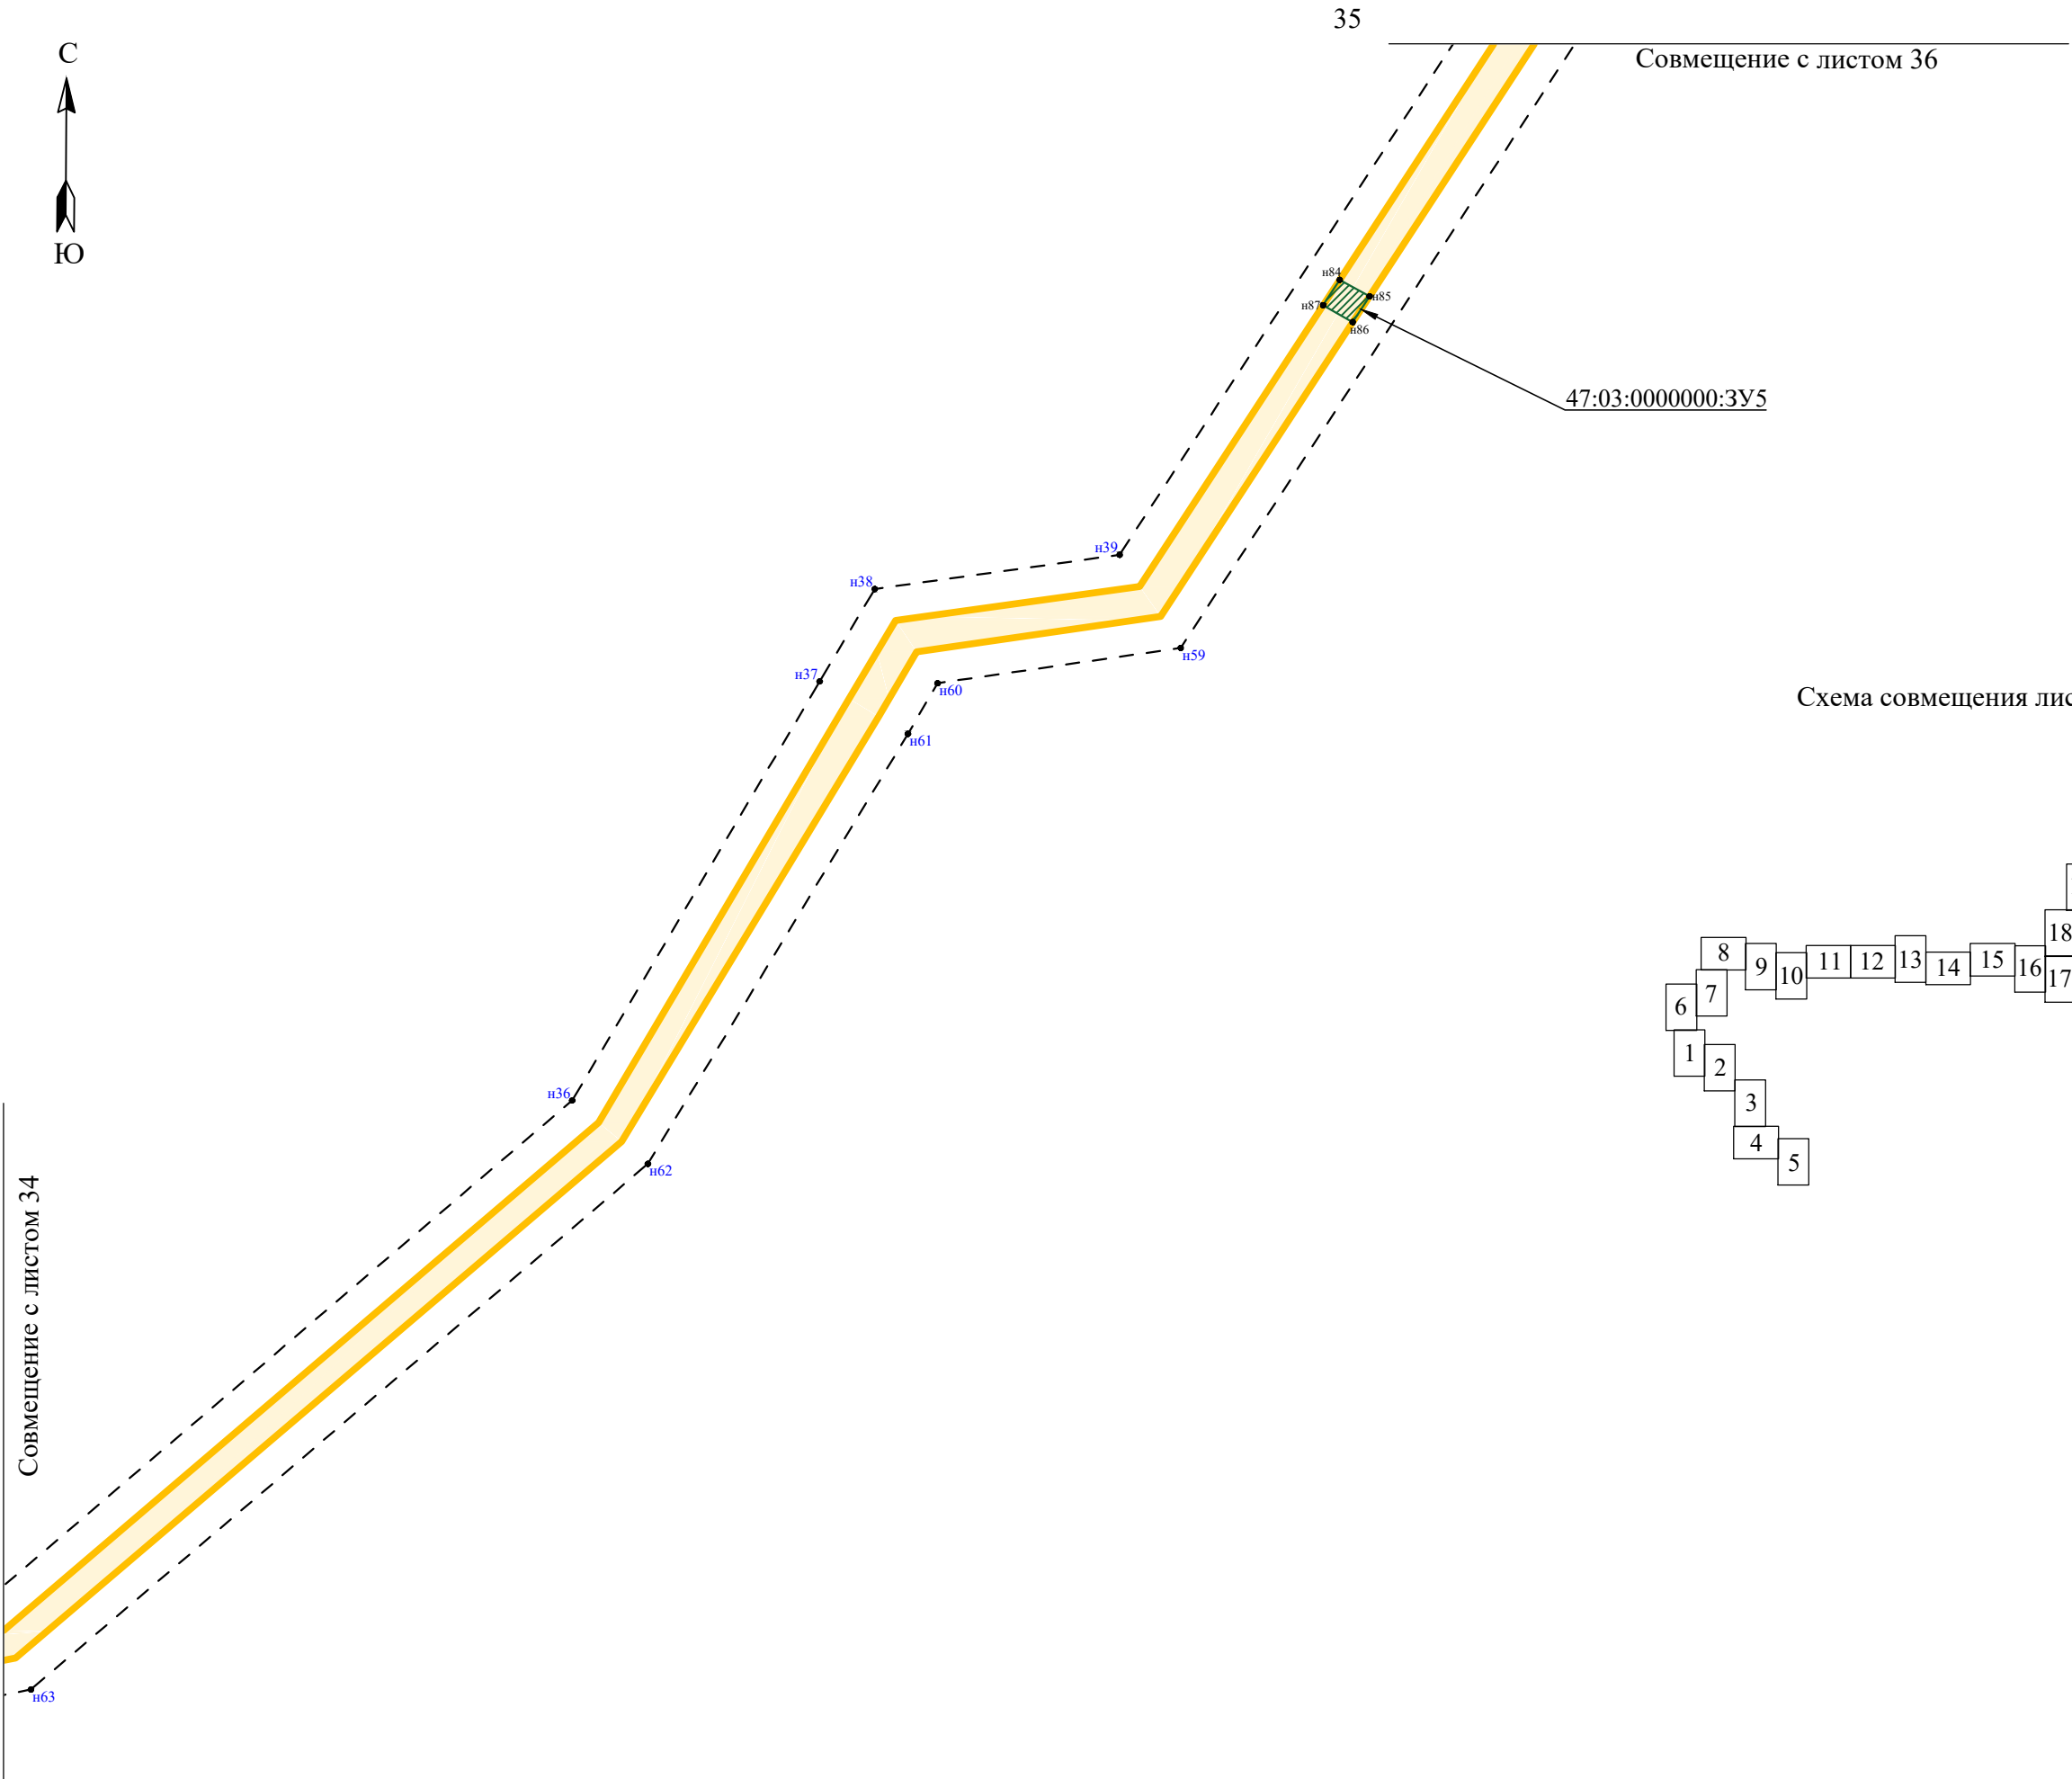 35
С
Совмещение с листом 36
Ю
н84
н85
н87
н86
47:03:0000000:ЗУ5
н39
н38
н59
н37
н60
Схема совмещения лис
н61
18
8
9
10
11
12
13
14
15
16
17
7
6
1
2
3
4
5
н36
н62
Совмещение с листом 34
н63